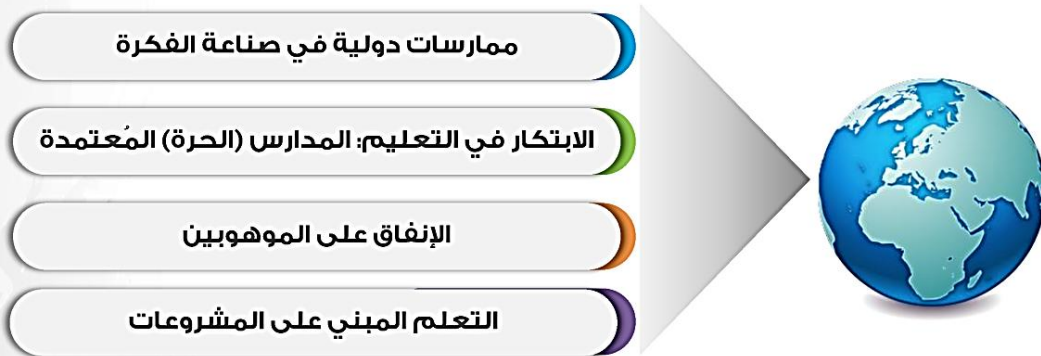 ممارسات دولية في صناعة الفكرة
الابتكار في التعليم: المدارس (الحرة) المُعتمدة
الإنفاق على الموهوبين
التعلم المبني على المشروعات